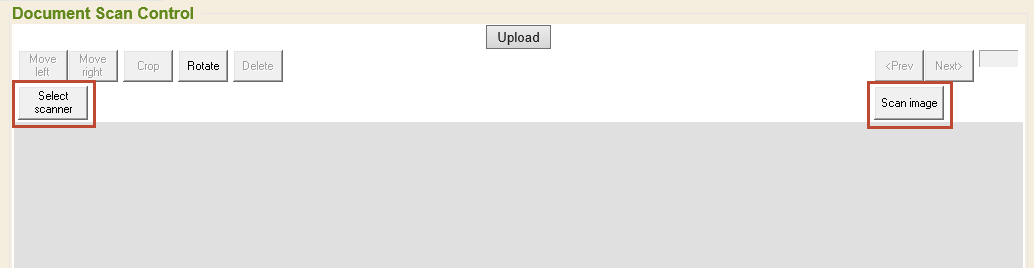 Document Scan Control
Upload
Move left
Move right
Crop
Rotate
Delete
<Prev
Next>
Select scanner
Scan image